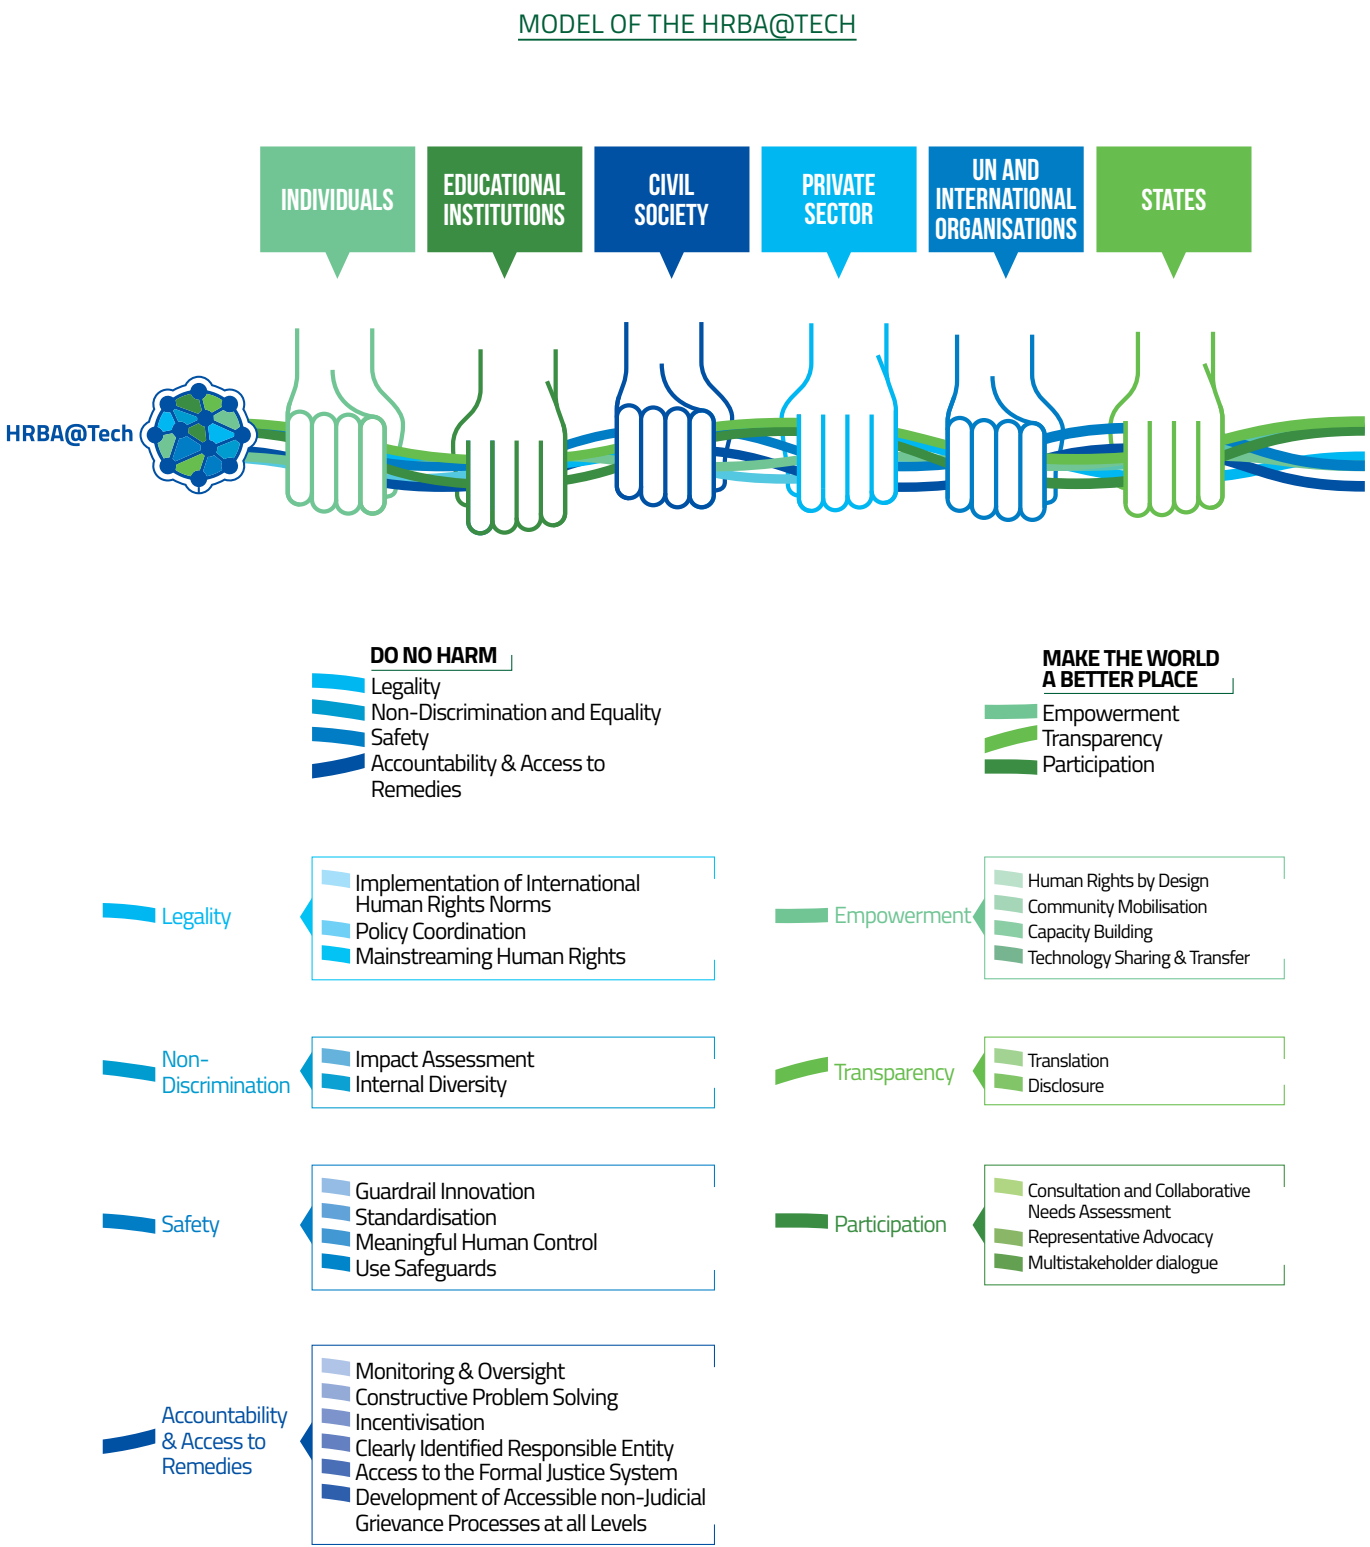 MODEL OF THE HRBA@TECH
INDIVIDUALS
EDUCATIONAL
INSTITUTIONS
CIVIL
SOCIETY
PRIVATE
SECTOR
UN AND
INTERNATIONAL
ORGANISATIONS
STATES
HRBA@Tech
DO NO HARM
Legality
Non-Discrimination and Equality
Safety
Accountability & Access to
Remedies
MAKE THE WORLD
A BETTER PLACE
Empowerment
Transparency
Participation
Legality
Implementation of International
Human Rights Norms
Policy Coordination
Mainstreaming Human Rights
Empowerment
Human Rights by Design
Community Mobilisation
Capacity Building
Technology Sharing & Transfer
Non-
Discrimination
Impact Assessment
Internal Diversity
Transparency
Translation
Disclosure
Safety
Guardrail Innovation
Standardisation
Meaningful Human Control
Use Safeguards
Participation
Consultation and Collaborative
Needs Assessment
Representative Advocacy
Multistakeholder dialogue
Accountability
& Access to
Remedies
Monitoring & Oversight
Constructive Problem Solving
Incentivisation
Clearly Identified Responsible Entity
Access to the Formal Justice System
Development of Accessible non-Judicial
Grievance Processes at all Levels